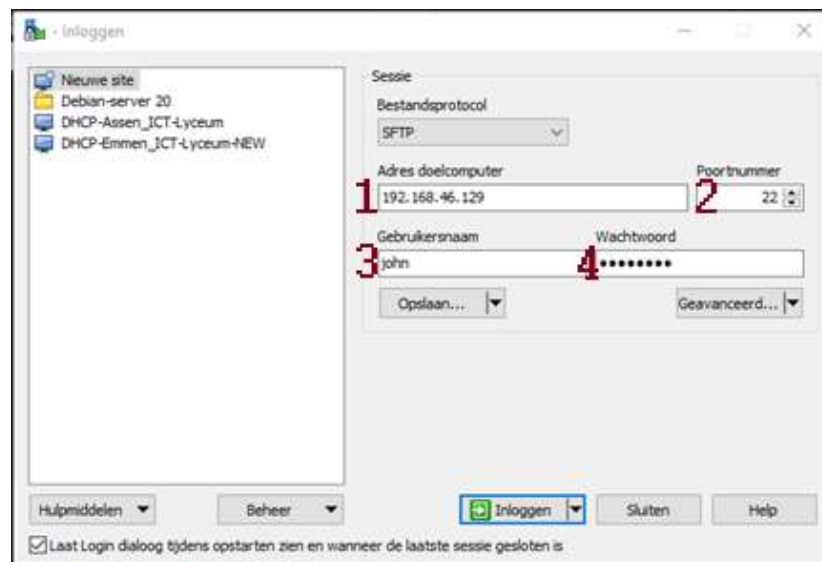 - Inloggen
Nieuwe site
Debian-server 20
DHCP-Assen_ICT-Lyceum
DHCP-Emmen_ICT-Lyceum-NEW
Sessie
Bestandsprotocol
SFTP
Adres doelcomputer Poortnummer
1 192.168.46.129 2 22
Gebruikersnaam Wachtwoord
3 john 4 ••••••••
Opslaan... Geavanceerd...
Hulpmiddelen Beheer Inloggen Sluiten Help
Laat Login dialoog tijdens opstarten zien en wanneer de laatste sessie gesloten is